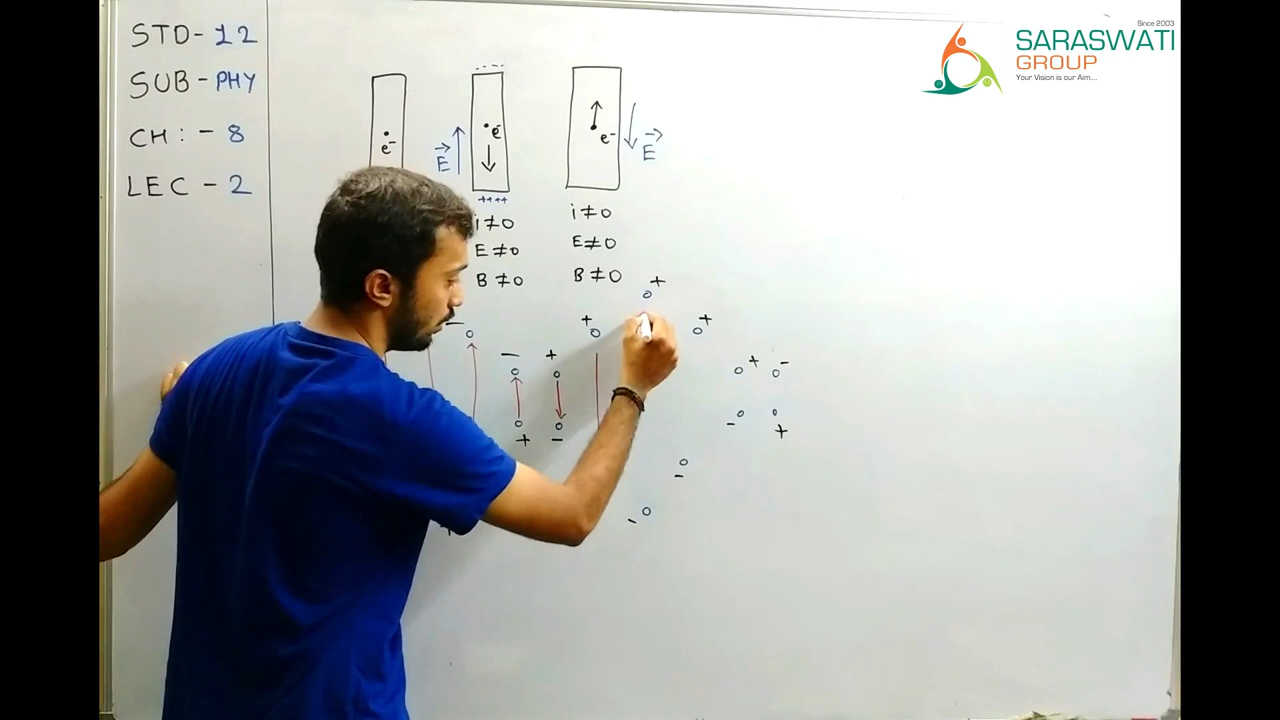 STD - 12
SUB - PHY
CH : - 8
LEC - 2
Since 2003
SARASWATI
GROUP
Your Vision is our Aim...
e⁻
- - - -
e⁻
E⃗
++++
i ≠ 0
E ≠ 0
B ≠ 0
e⁻
E⃗
i ≠ 0
E ≠ 0
B ≠ 0
+
− + +
− + + −
− +
+ −
−
−